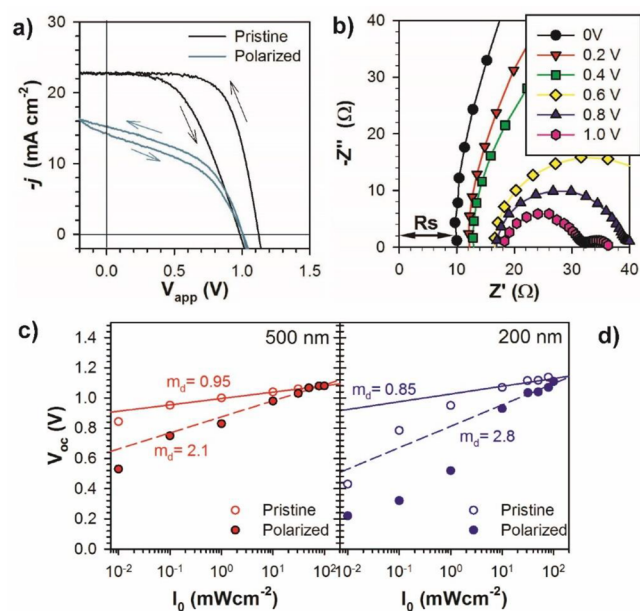 a)
30
20
10
0
-j (mA cm⁻²)
Pristine
Polarized
0.0
0.5
1.0
1.5
V_app (V)
b)
40
30
20
10
0
-Z'' (Ω)
0V
0.2 V
0.4 V
0.6 V
0.8 V
1.0 V
Rs
0
10
20
30
40
Z' (Ω)
c)
500 nm
1.4
1.2
1.0
0.8
0.6
0.4
0.2
0.0
V_oc (V)
m_d= 0.95
m_d= 2.1
Pristine
Polarized
10⁻²
10⁻¹
10⁰
10¹
10²
I₀ (mWcm⁻²)
200 nm
d)
m_d= 0.85
m_d= 2.8
Pristine
Polarized
10⁻²
10⁻¹
10⁰
10¹
10²
I₀ (mWcm⁻²)